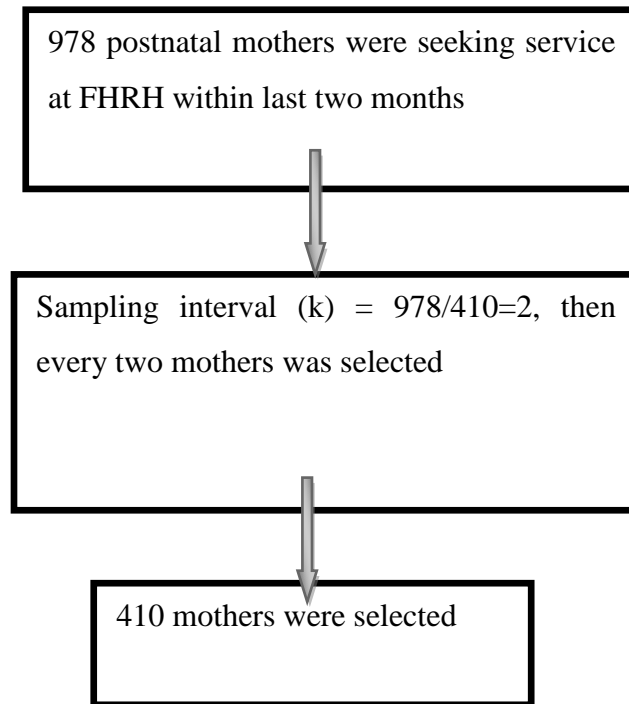 978 postnatal mothers were seeking service
at FHRH within last two months
Sampling interval (k) = 978/410=2, then
every two mothers was selected
410 mothers were selected